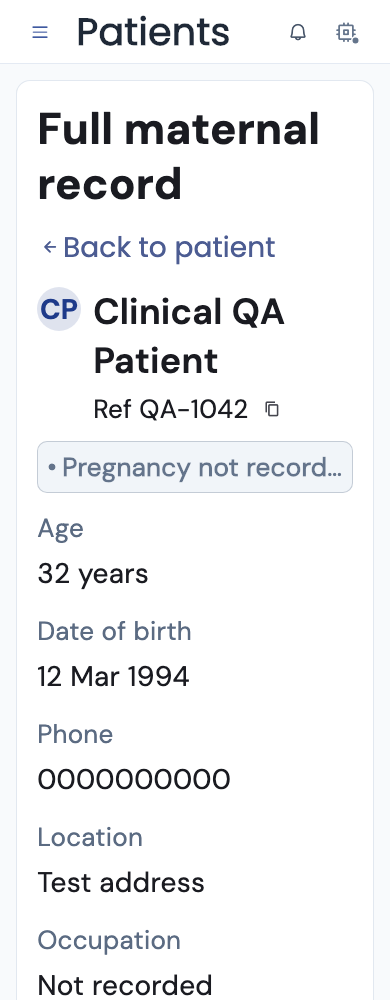 Patients
Full maternal
record
← Back to patient
CP
Clinical QA
Patient
Ref QA-1042
• Pregnancy not record...
Age
32 years
Date of birth
12 Mar 1994
Phone
0000000000
Location
Test address
Occupation
Not recorded